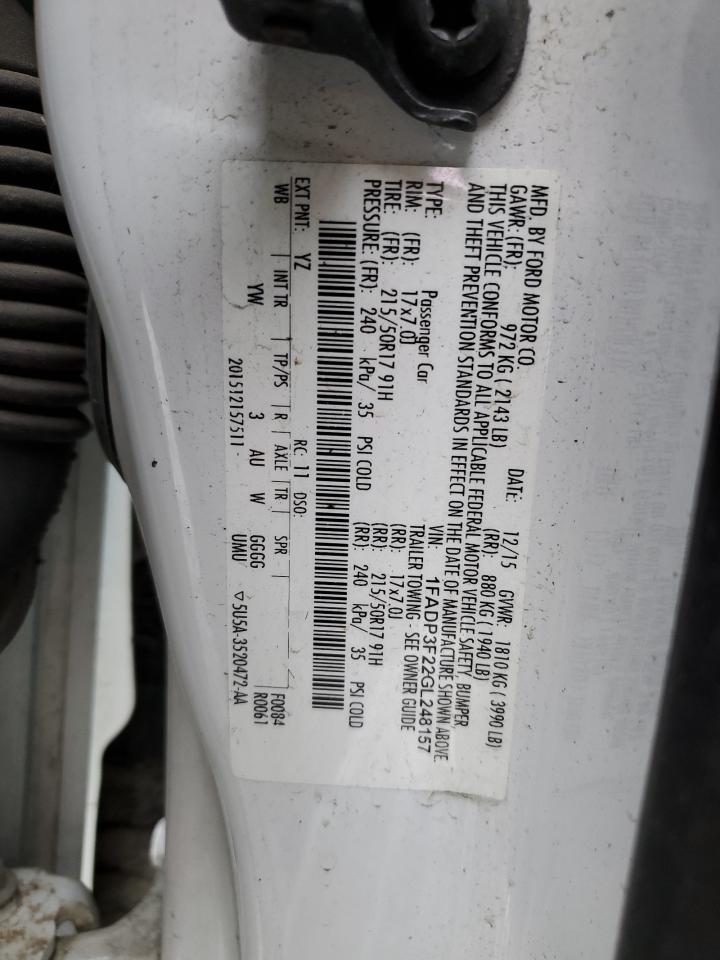 MFD. BY FORD MOTOR CO. DATE: 12/15 GVWR: 1810 KG ( 3990 LB)
GAWR: (FR): 972 KG ( 2143 LB) (RR): 880 KG ( 1940 LB)
THIS VEHICLE CONFORMS TO ALL APPLICABLE FEDERAL MOTOR VEHICLE SAFETY, BUMPER,
AND THEFT PREVENTION STANDARDS IN EFFECT ON THE DATE OF MANUFACTURE SHOWN ABOVE.
VIN: 1FADP3F22GL248157
TYPE: Passenger Car TRAILER TOWING - SEE OWNER GUIDE
RIM: (FR): 17x7.0J (RR): 17x7.0J
TIRE: (FR): 215/50R17 91H (RR): 215/50R17 91H
PRESSURE: (FR): 240 kPa/ 35 PSI COLD (RR): 240 kPa/ 35 PSI COLD
EXT PNT: YZ RC: 11 DSO: F0084
WB | INT TR | TP/PS | R | AXLE | TR | SPR R0061
YW 3 AU W GGGG
201512157511 UMU ▽5U5A-3520472-AA